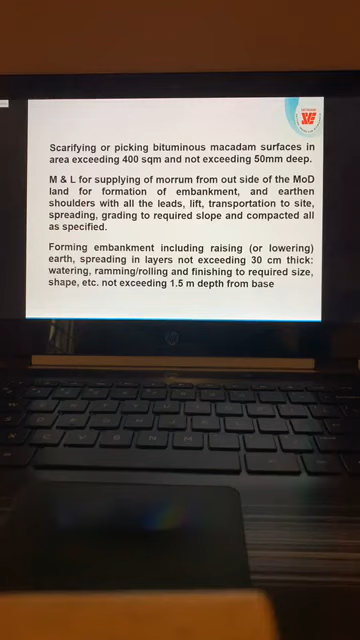 Scarifying or picking bituminous macadam surfaces in
area exceeding 400 sqm and not exceeding 50mm deep.
M & L for supplying of morrum from out side of the MoD
land for formation of embankment, and earthen
shoulders with all the leads, lift, transportation to site,
spreading, grading to required slope and compacted all
as specified.
Forming embankment including raising (or lowering)
earth, spreading in layers not exceeding 30 cm thick:
watering, ramming/rolling and finishing to required size,
shape, etc. not exceeding 1.5 m depth from base